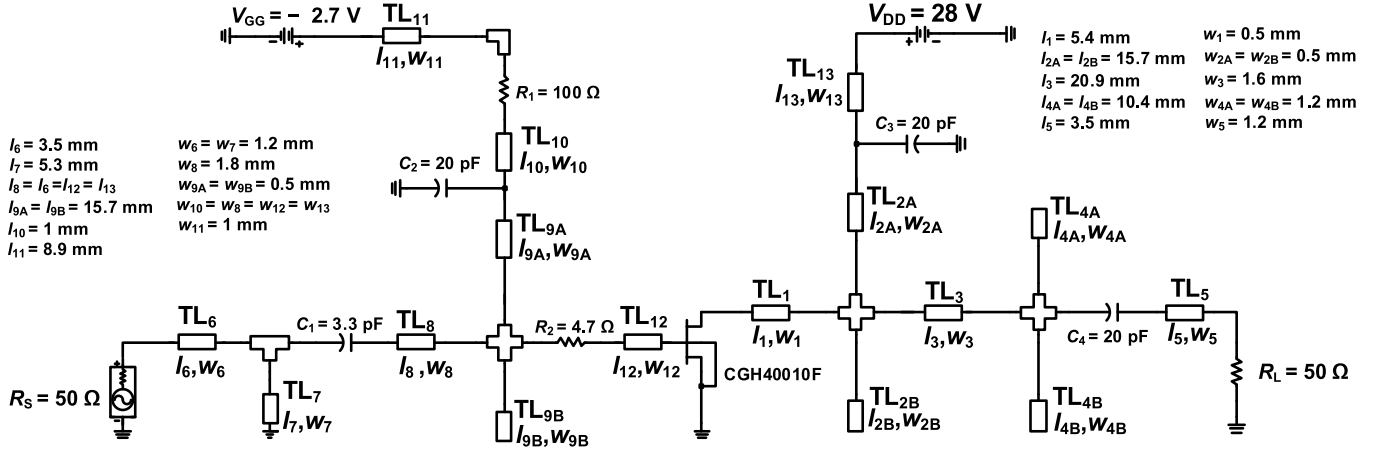 V_GG = − 2.7 V
TL_11
l_11, w_11
R_1 = 100 Ω
TL_10
l_10, w_10
C_2 = 20 pF
TL_9A
l_9A, w_9A
l_6 = 3.5 mm
l_7 = 5.3 mm
l_8 = l_6 =l_12 = l_13
l_9A = l_9B = 15.7 mm
l_10 = 1 mm
l_11 = 8.9 mm
w_6 = w_7 = 1.2 mm
w_8 = 1.8 mm
w_9A = w_9B = 0.5 mm
w_10 = w_8 = w_12 = w_13
w_11 = 1 mm
V_DD = 28 V
TL_13
l_13, w_13
C_3 = 20 pF
TL_2A
l_2A, w_2A
TL_4A
l_4A, w_4A
l_1 = 5.4 mm
l_2A = l_2B = 15.7 mm
l_3 = 20.9 mm
l_4A = l_4B = 10.4 mm
l_5 = 3.5 mm
w_1 = 0.5 mm
w_2A = w_2B = 0.5 mm
w_3 = 1.6 mm
w_4A = w_4B = 1.2 mm
w_5 = 1.2 mm
TL_6
l_6, w_6
C_1 = 3.3 pF
TL_8
l_8 , w_8
R_2 = 4.7 Ω
TL_12
l_12, w_12
TL_1
l_1, w_1
TL_3
l_3, w_3
C_4 = 20 pF
TL_5
l_5, w_5
R_S = 50 Ω
TL_7
l_7, w_7
TL_9B
l_9B, w_9B
CGH40010F
TL_2B
l_2B, w_2B
TL_4B
l_4B, w_4B
R_L = 50 Ω